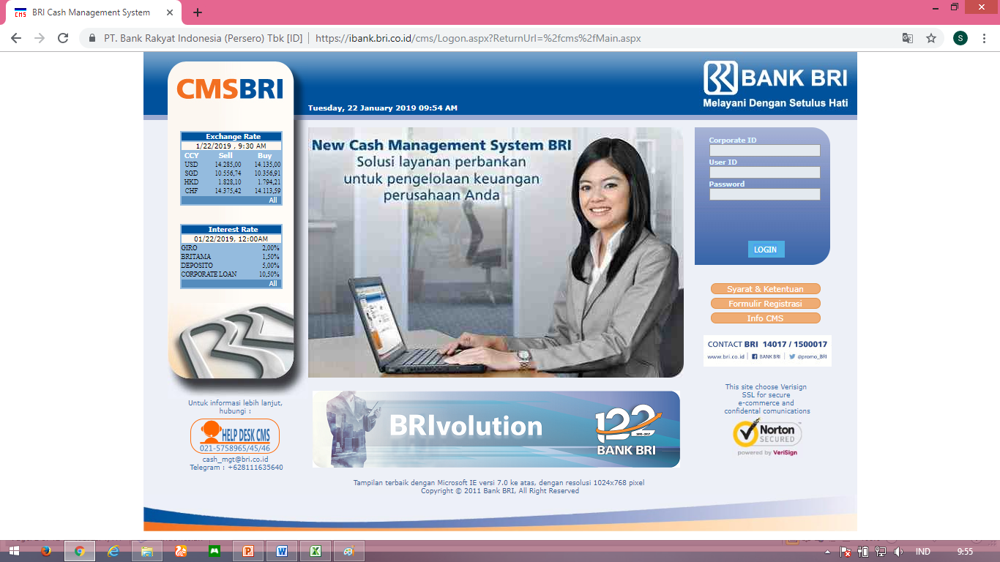 BRI Cash Management System
PT. Bank Rakyat Indonesia (Persero) Tbk [ID] https://ibank.bri.co.id/cms/Logon.aspx?ReturnUrl=%2fcms%2fMain.aspx
S
CMSBRI
Tuesday, 22 January 2019 09:54 AM
BANK BRI
Melayani Dengan Setulus Hati
Exchange Rate
1/22/2019 , 9:30 AM
CCY Sell Buy
USD 14.285,00 14.135,00
SGD 10.556,74 10.356,91
HKD 1.828,10 1.794,21
CHF 14.375,42 14.113,59
All
Interest Rate
01/22/2019, 12:00AM
GIRO 2,00%
BRITAMA 1,50%
DEPOSITO 5,00%
CORPORATE LOAN 10,50%
All
Untuk informasi lebih lanjut,
hubungi :
HELP DESK CMS
021-5758965/45/46
cash_mgt@bri.co.id
Telegram : +628111635640
New Cash Management System BRI
Solusi layanan perbankan
untuk pengelolaan keuangan
perusahaan Anda
BRIvolution
122
1895 - 2017
BANK BRI
Tampilan terbaik dengan Microsoft IE versi 7.0 ke atas, dengan resolusi 1024x768 pixel
Copyright © 2011 Bank BRI, All Right Reserved
Corporate ID
User ID
Password
LOGIN
Syarat & Ketentuan
Formulir Registrasi
Info CMS
CONTACT BRI 14017 / 1500017
www.bri.co.id | BANK BRI | @promo_BRI
This site choose Verisign
SSL for secure
e-commerce and
confidental comunications
Norton
SECURED
powered by VeriSign
IND 9:55